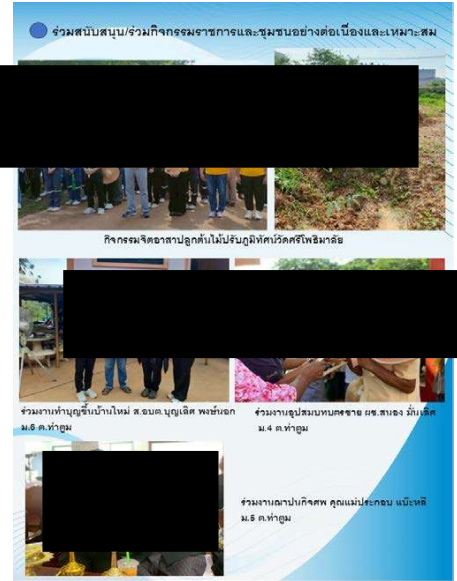 ร่วมสนับสนุน/ร่วมกิจกรรมราชการและชุมชนอย่างต่อเนื่องและเหมาะสม
กิจกรรมจิตอาสาปลูกต้นไม้ปรับภูมิทัศน์วัดศรีโพธิมาลัย
ร่วมงานทำบุญขึ้นบ้านใหม่ ส.อบต.บุญเลิศ พงษ์นอก
ม.6 ต.ท่าตูม
ร่วมงานอุปสมบทบุตรชาย ผช.สนอง มั่นเลิศ
ม.4 ต.ท่าตูม
ร่วมงานฌาปนกิจศพ คุณแม่ประกอบ แน๊ะหลี
ม.5 ต.ท่าตูม